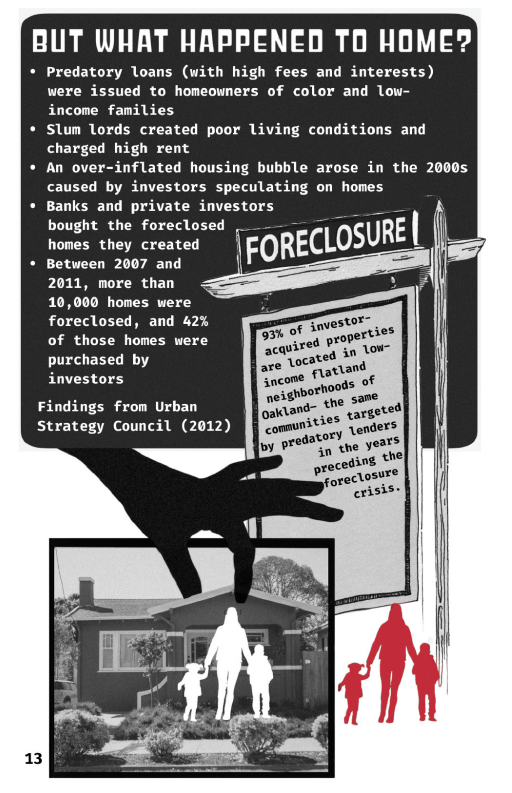 BUT WHAT HAPPENED TO HOME?
• Predatory loans (with high fees and interests)
were issued to homeowners of color and low-
income families
• Slum lords created poor living conditions and
charged high rent
• An over-inflated housing bubble arose in the 2000s
caused by investors speculating on homes
• Banks and private investors
bought the foreclosed
homes they created
• Between 2007 and
2011, more than
10,000 homes were
foreclosed, and 42%
of those homes were
purchased by
investors
Findings from Urban
Strategy Council (2012)
FORECLOSURE
93% of investor-
acquired properties
are located in low-
income flatland
neighborhoods of
Oakland— the same
communities targeted
by predatory lenders
in the years
preceding the
foreclosure
crisis.
13